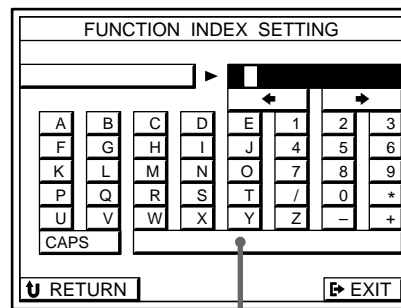 FUNCTION INDEX SETTING
A B C D E 1 2 3
F G H I J 4 5 6
K L M N O 7 8 9
P Q R S T / 0 *
U V W X Y Z – +
CAPS
RETURN EXIT